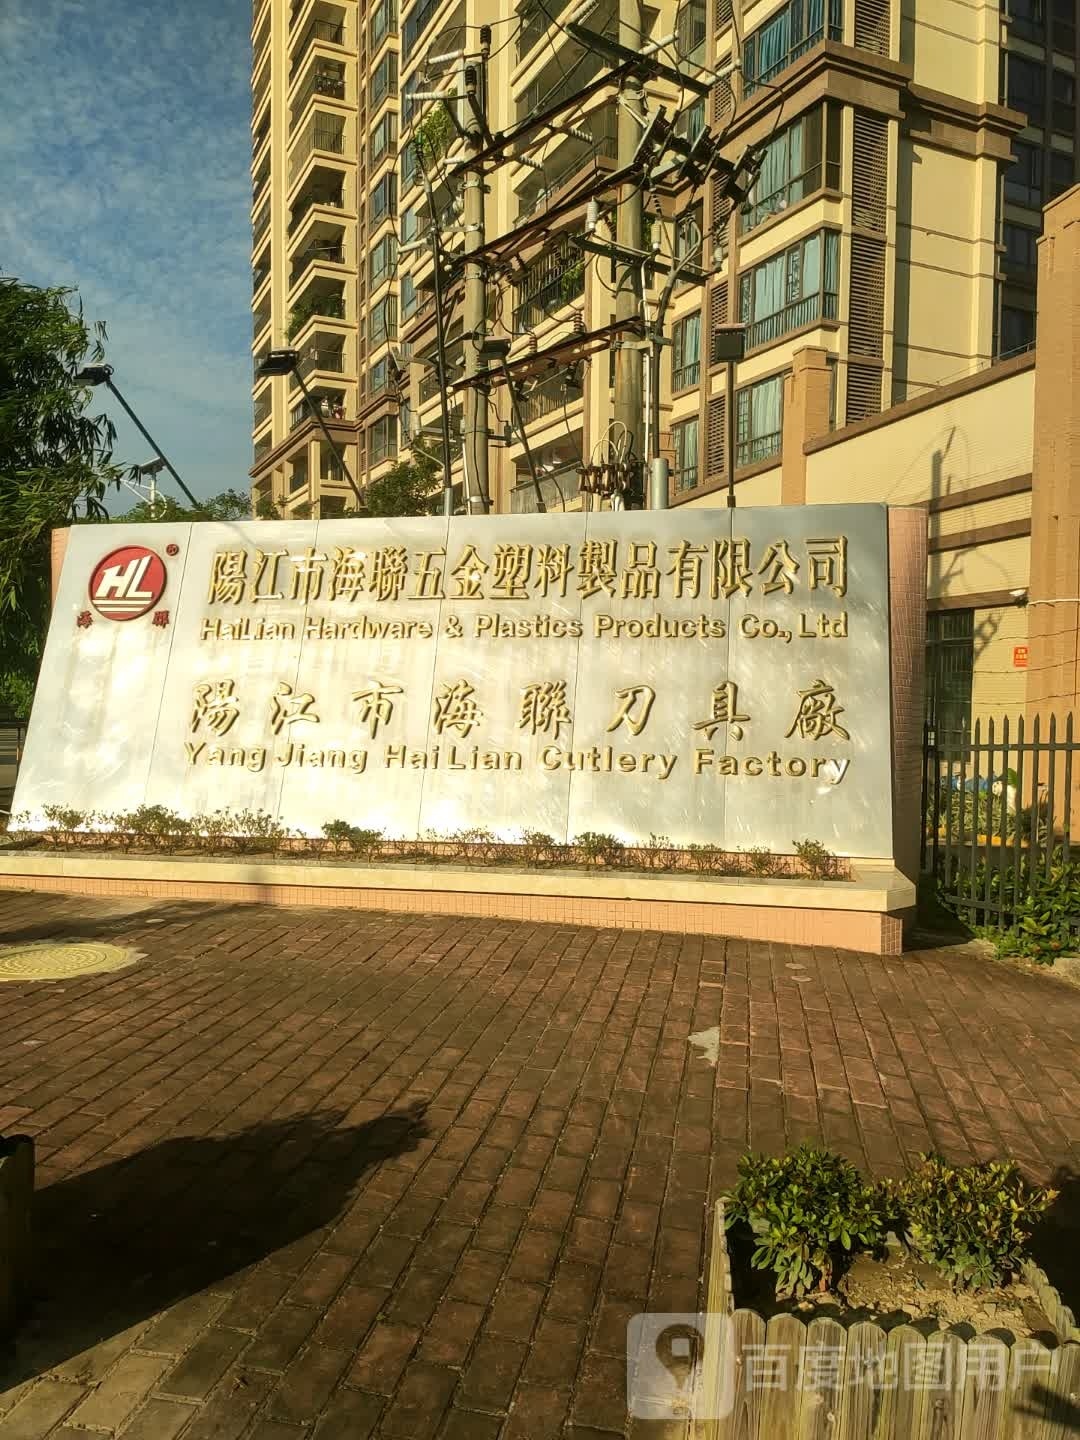 HL
®
海 聯
陽江市海聯五金塑料製品有限公司
HaiLian Hardware & Plastics Products Co., Ltd
陽江市海聯刀具廠
Yang Jiang HaiLian Cutlery Factory
百度地图用户